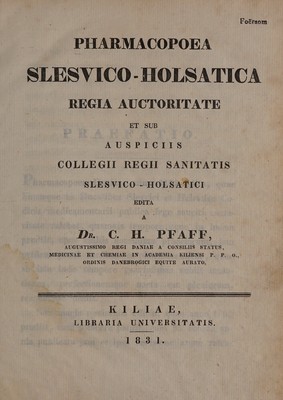 Foërsom
PHARMACOPOEA
SLESVICO-HOLSATICA
REGIA AUCTORITATE
ET SUB
AUSPICIIS
COLLEGII REGII SANITATIS
SLESVICO-HOLSATICI
EDITA
A
DR. C. H. PFAFF,
AUGUSTISSIMO REGI DANIAE A CONSILIIS STATUS,
MEDICINAE ET CHEMIAE IN ACADEMIA KILIENSI P. P. O.,
ORDINIS DANEBROGICI EQUITE AURATO.
KILIAE,
LIBRARIA UNIVERSITATIS.
1831.